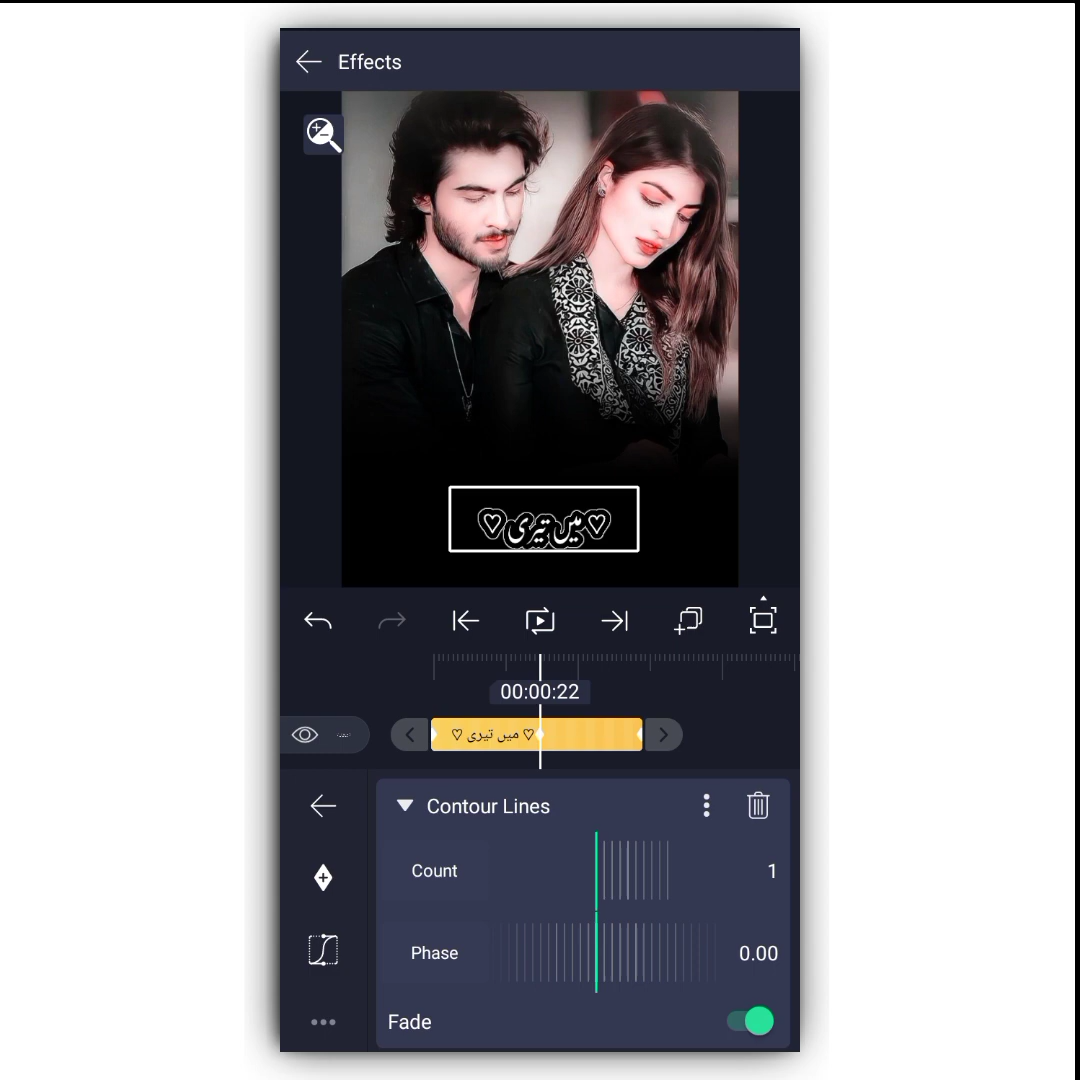 Effects
♡میں تیری♡
00:00:22
♡ میں تیری ♡
Contour Lines
Count 1
Phase 0.00
Fade